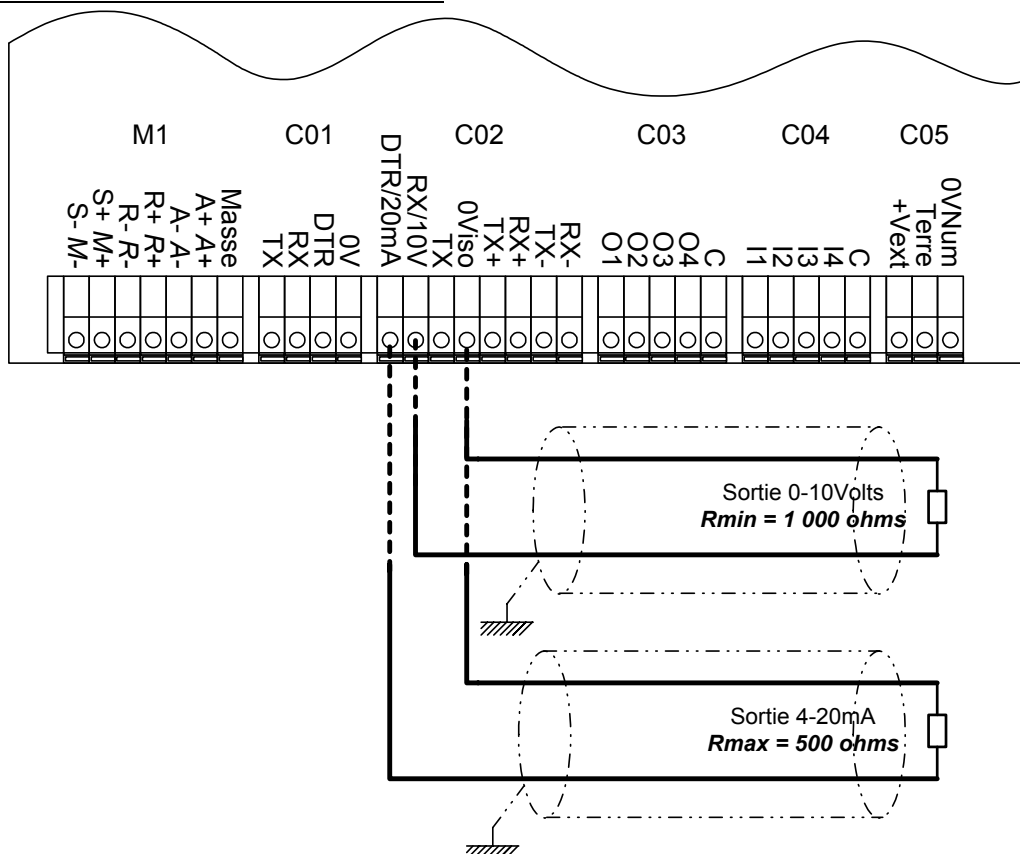 M1
C01
C02
C03
C04
C05
S- M-
S+ M+
R- R-
R+ R+
A- A-
A+ A+
Masse
TX
RX
DTR
0V
DTR/20mA
RX/10V
TX
0Viso
TX+
RX+
TX-
RX-
O1
O2
O3
O4
C
I1
I2
I3
I4
C
+Vext
Terre
0VNum
Sortie 0-10Volts
Rmin = 1 000 ohms
Sortie 4-20mA
Rmax = 500 ohms